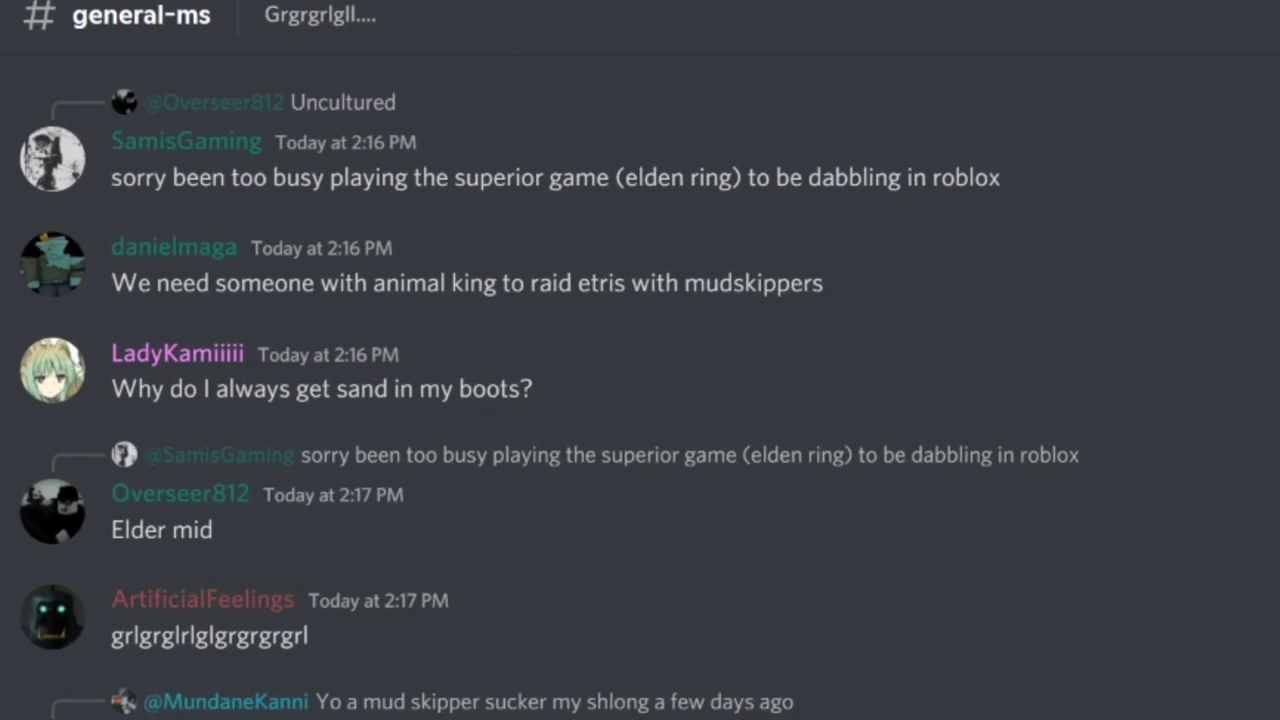 # general-ms Grgrgrlgll....
@Overseer812 Uncultured
SamisGaming Today at 2:16 PM
sorry been too busy playing the superior game (elden ring) to be dabbling in roblox
danielmaga Today at 2:16 PM
We need someone with animal king to raid etris with mudskippers
LadyKamiiiii Today at 2:16 PM
Why do I always get sand in my boots?
@SamisGaming sorry been too busy playing the superior game (elden ring) to be dabbling in roblox
Overseer812 Today at 2:17 PM
Elder mid
ArtificialFeelings Today at 2:17 PM
grlgrglrlglgrgrgrgrl
@MundaneKanni Yo a mud skipper sucker my shlong a few days ago